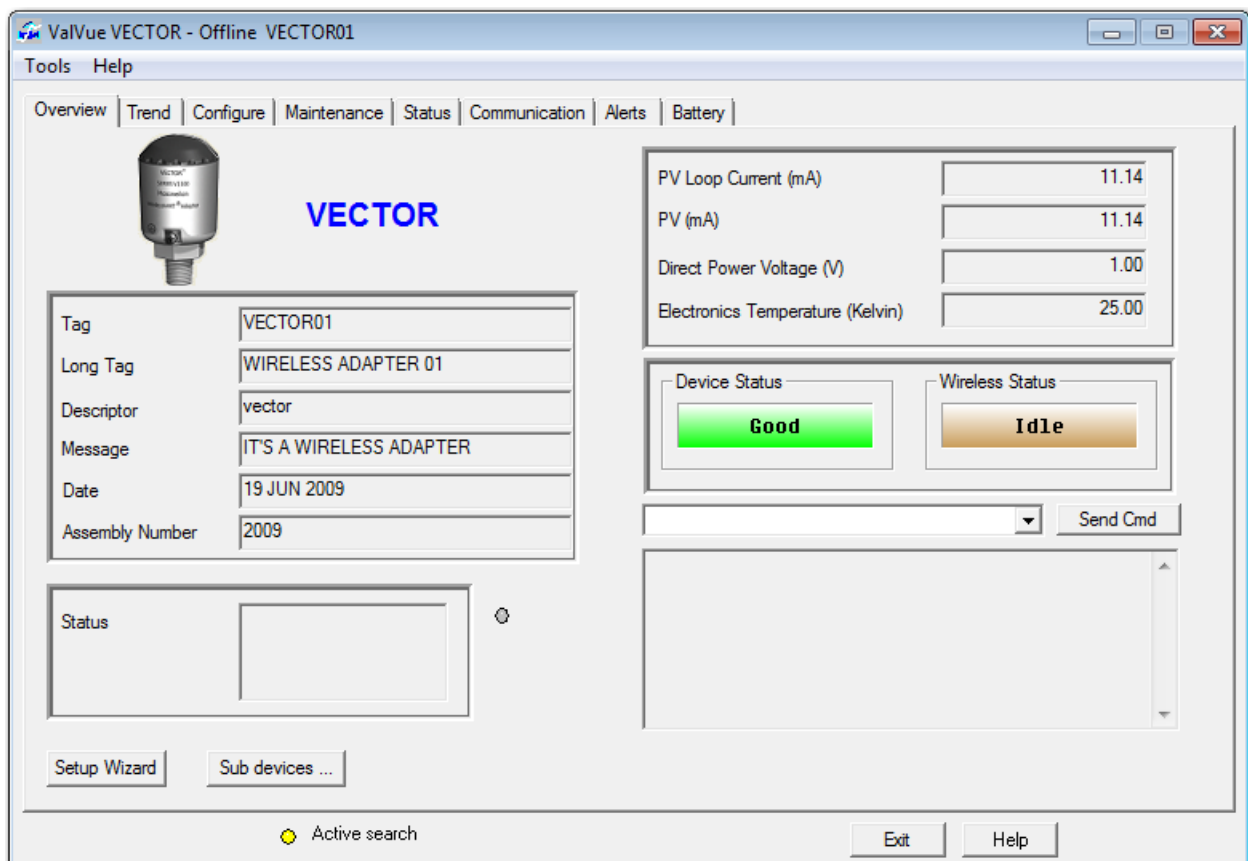 ValVue VECTOR - Offline VECTOR01
Tools Help
Overview Trend Configure Maintenance Status Communication Alerts Battery
VECTOR
Tag VECTOR01
Long Tag WIRELESS ADAPTER 01
Descriptor vector
Message IT'S A WIRELESS ADAPTER
Date 19 JUN 2009
Assembly Number 2009
Status
Setup Wizard Sub devices ...
PV Loop Current (mA) 11.14
PV (mA) 11.14
Direct Power Voltage (V) 1.00
Electronics Temperature (Kelvin) 25.00
Device Status Wireless Status
Good Idle
Send Cmd
Active search
Exit Help